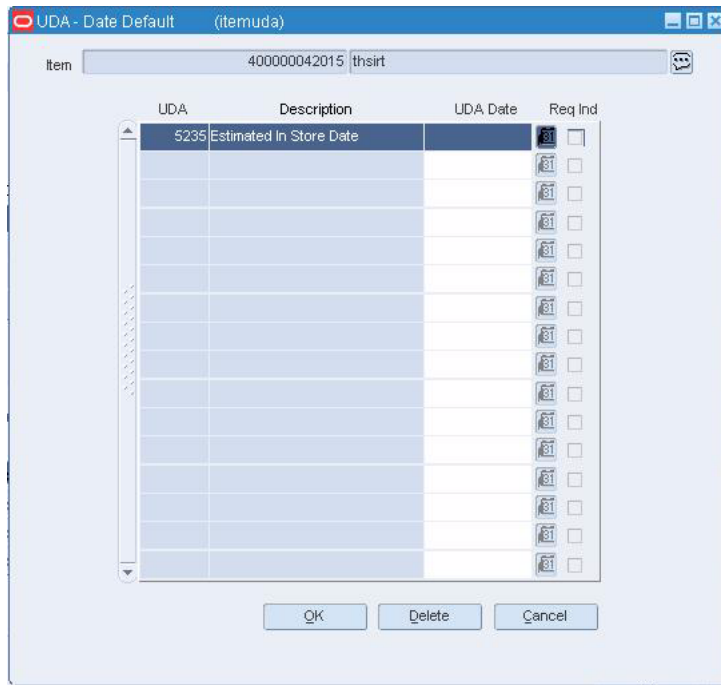 UDA - Date Default (itemuda)
Item 400000042015 thsirt
UDA Description UDA Date Req Ind
5235 Estimated In Store Date
OK Delete Cancel